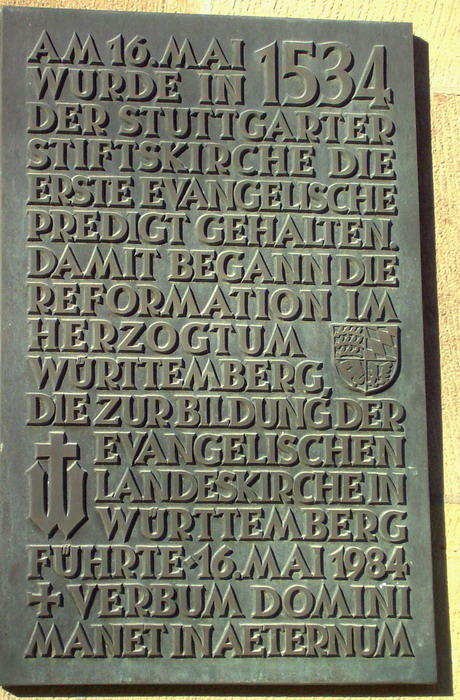 AM 16. MAI 1534
WURDE IN
DER STUTTGARTER
STIFTSKIRCHE DIE
ERSTE EVANGELISCHE
PREDIGT GEHALTEN.
DAMIT BEGANN DIE
REFORMATION IM
HERZOGTUM
WÜRTTEMBERG,
DIE ZUR BILDUNG DER
EVANGELISCHEN
LANDESKIRCHE IN
WÜRTTEMBERG
FÜHRTE · 16. MAI 1984
+ VERBUM DOMINI
MANET IN AETERNUM